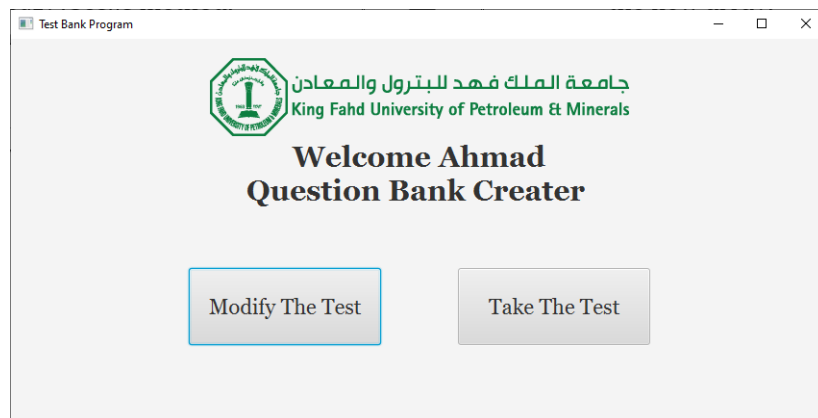 Test Bank Program
جامعة الملك فهد للبترول والمعادن
King Fahd University of Petroleum & Minerals
Welcome Ahmad
Question Bank Creater
Modify The Test
Take The Test